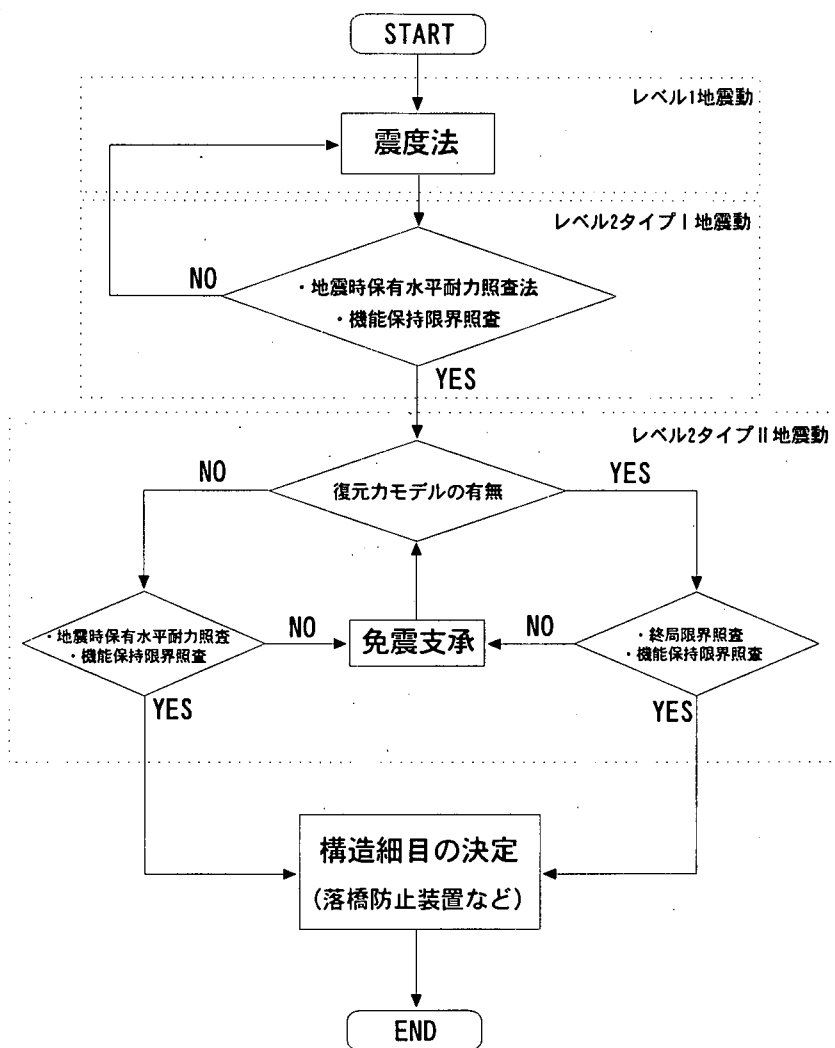 START
レベル1地震動
震度法
レベル2タイプⅠ地震動
NO
・地震時保有水平耐力照査法
・機能保持限界照査
YES
レベル2タイプⅡ地震動
NO
復元力モデルの有無
YES
・地震時保有水平耐力照査
・機能保持限界照査
NO
免震支承
NO
・終局限界照査
・機能保持限界照査
YES
YES
構造細目の決定
(落橋防止装置など)
END